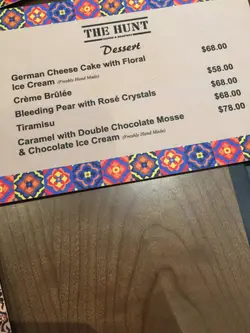 THE HUNT
Dessert
German Cheese Cake with Floral
Ice Cream (Freshly Hand Made) $68.00
Crème Brûlée $58.00
Bleeding Pear with Rosé Crystals $68.00
Tiramisu $68.00
Caramel with Double Chocolate Mosse
& Chocolate Ice Cream (Freshly Hand Made) $78.00